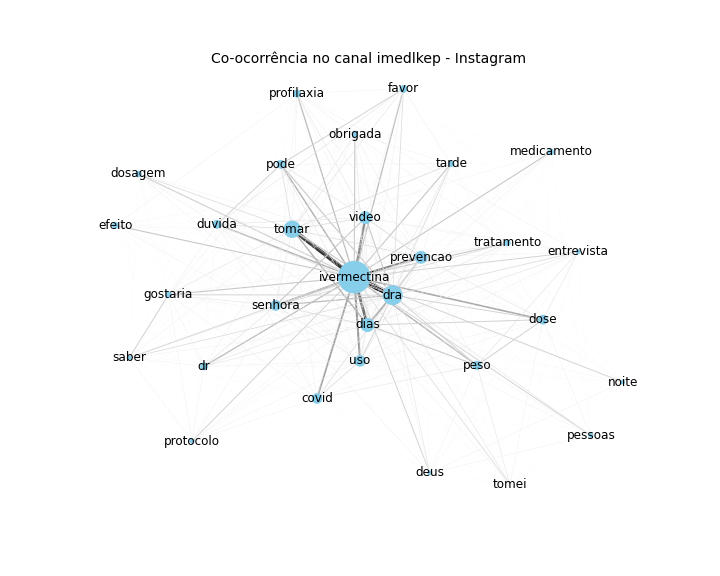 Co-ocorrência no canal imedlkep - Instagram
profilaxia
favor
obrigada
medicamento
pode
tarde
dosagem
video
efeito
duvida
tomar
tratamento
entrevista
prevencao
ivermectina
gostaria
dra
senhora
dias
dose
saber
dr
uso
peso
noite
covid
pessoas
protocolo
deus
tomei